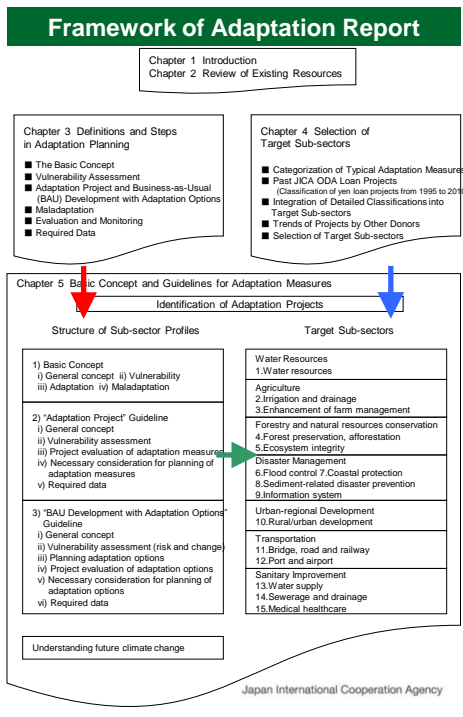 Framework of Adaptation Report
Chapter 1 Introduction
Chapter 2 Review of Existing Resources
Chapter 3 Definitions and Steps
in Adaptation Planning
■ The Basic Concept
■ Vulnerability Assessment
■ Adaptation Project and Business-as-Usual
(BAU) Development with Adaptation Options
■ Maladaptation
■ Evaluation and Monitoring
■ Required Data
Chapter 4 Selection of
Target Sub-sectors
■ Categorization of Typical Adaptation Measures
■ Past JICA ODA Loan Projects
(Classification of yen loan projects from 1995 to 2010
■ Integration of Detailed Classifications into
Target Sub-sectors
■ Trends of Projects by Other Donors
■ Selection of Target Sub-sectors
Chapter 5 Basic Concept and Guidelines for Adaptation Measures
Identification of Adaptation Projects
Structure of Sub-sector Profiles
1) Basic Concept
i) General concept ii) Vulnerability
iii) Adaptation iv) Maladaptation
2) “Adaptation Project” Guideline
i) General concept
ii) Vulnerability assessment
iii) Project evaluation of adaptation measures
iv) Necessary consideration for planning of
adaptation measures
v) Required data
3) “BAU Development with Adaptation Options”
Guideline
i) General concept
ii) Vulnerability assessment (risk and change)
iii) Planning adaptation options
iv) Project evaluation of adaptation options
v) Necessary consideration for planning of
adaptation options
vi) Required data
Understanding future climate change
Target Sub-sectors
Water Resources
1.Water resources
Agriculture
2.Irrigation and drainage
3.Enhancement of farm management
Forestry and natural resources conservation
4.Forest preservation, afforestation
5.Ecosystem integrity
Disaster Management
6.Flood control 7.Coastal protection
8.Sediment-related disaster prevention
9.Information system
Urban-regional Development
10.Rural/urban development
Transportation
11.Bridge, road and railway
12.Port and airport
Sanitary Improvement
13.Water supply
14.Sewerage and drainage
15.Medical healthcare
Japan International Cooperation Agency